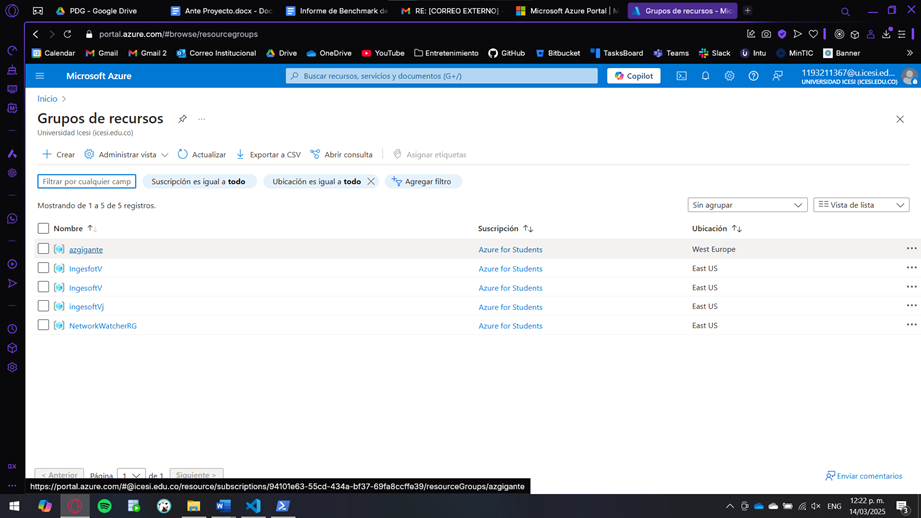 PDG - Google Drive
Ante Proyecto.docx -
Informe de Benchmark de
RE: [CORREO EXTERNO]
Microsoft Azure Portal | M
Grupos de recursos - Mic
portal.azure.com/#browse/resourcegroups
Calendar Gmail Gmail 2 Correo Institucional Drive OneDrive YouTube Entretenimiento GitHub Bitbucket TasksBoard Teams Slack Intu MinTIC Banner
Microsoft Azure
Buscar recursos, servicios y documentos (G+/)
Copilot
1193211367@u.icesi.ed...
UNIVERSIDAD ICESI (ICESI.EDU.CO)
Inicio >
Grupos de recursos
Universidad Icesi (icesi.edu.co)
Crear Administrar vista Actualizar Exportar a CSV Abrir consulta Asignar etiquetas
Filtrar por cualquier camp Suscripción es igual a todo Ubicación es igual a todo Agregar filtro
Mostrando de 1 a 5 de 5 registros. Sin agrupar Vista de lista
Nombre Suscripción Ubicación
azgigante Azure for Students West Europe
IngesfotV Azure for Students East US
IngesoftV Azure for Students East US
ingesoftVj Azure for Students East US
NetworkWatcherRG Azure for Students East US
< Anterior Página 1 de 1 Siguiente >
Enviar comentarios
https://portal.azure.com/#@icesi.edu.co/resource/subscriptions/94101e63-55cd-434a-bf37-69fa8ccffe39/resourceGroups/azgigante
ENG
12:22 p. m.
14/03/2025